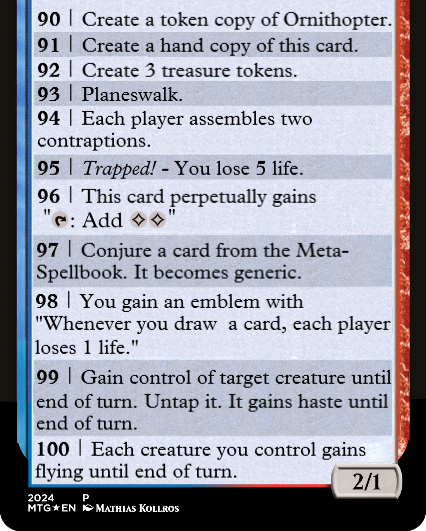 90 | Create a token copy of Ornithopter.
91 | Create a hand copy of this card.
92 | Create 3 treasure tokens.
93 | Planeswalk.
94 | Each player assembles two
contraptions.
95 | Trapped! - You lose 5 life.
96 | This card perpetually gains
": Add "
97 | Conjure a card from the Meta-
Spellbook. It becomes generic.
98 | You gain an emblem with
"Whenever you draw  a card, each player
loses 1 life."
99 | Gain control of target creature until
end of turn. Untap it. It gains haste until
end of turn.
100 | Each creature you control gains
flying until end of turn.
2/1
2024 P
MTG★EN Mathias Kollros